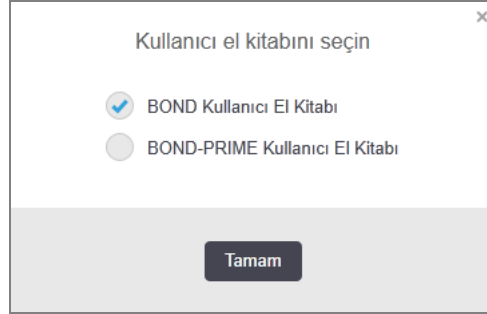 Kullanıcı el kitabını seçin
BOND Kullanıcı El Kitabı
BOND-PRIME Kullanıcı El Kitabı
Tamam